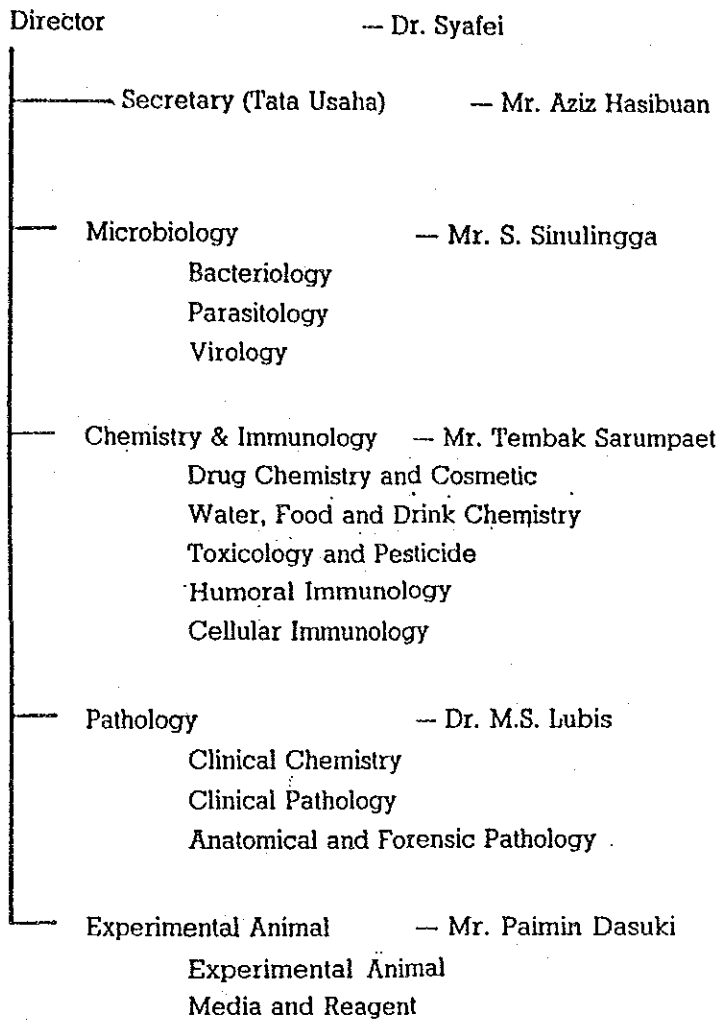 Director — Dr. Syafei
Secretary (Tata Usaha) — Mr. Aziz Hasibuan
Microbiology — Mr. S. Sinulingga
Bacteriology
Parasitology
Virology
Chemistry & Immunology — Mr. Tembak Sarumpaet
Drug Chemistry and Cosmetic
Water, Food and Drink Chemistry
Toxicology and Pesticide
Humoral Immunology
Cellular Immunology
Pathology — Dr. M.S. Lubis
Clinical Chemistry
Clinical Pathology
Anatomical and Forensic Pathology
Experimental Animal — Mr. Paimin Dasuki
Experimental Animal
Media and Reagent